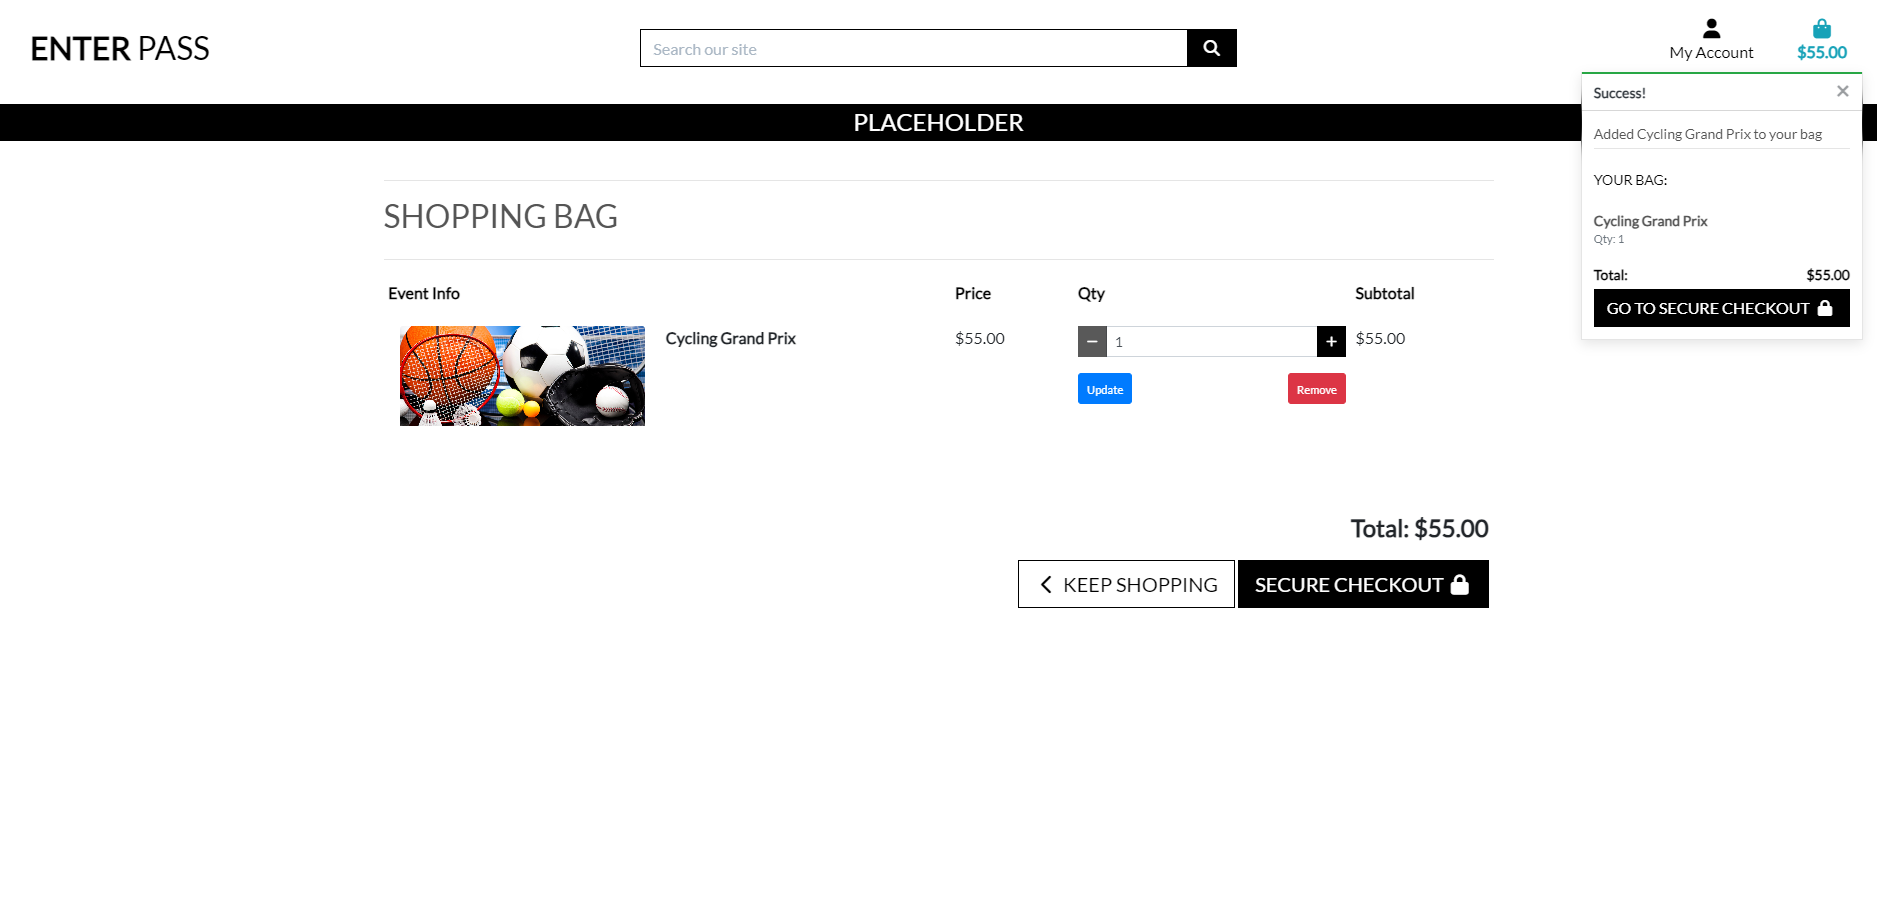 ENTER PASS
Search our site
My Account
$55.00
PLACEHOLDER
Success!
×
Added Cycling Grand Prix to your bag
YOUR BAG:
Cycling Grand Prix
Qty: 1
Total: $55.00
GO TO SECURE CHECKOUT
SHOPPING BAG
Event Info Price Qty Subtotal
Cycling Grand Prix $55.00 − 1 + $55.00
Update Remove
Total: $55.00
KEEP SHOPPING SECURE CHECKOUT